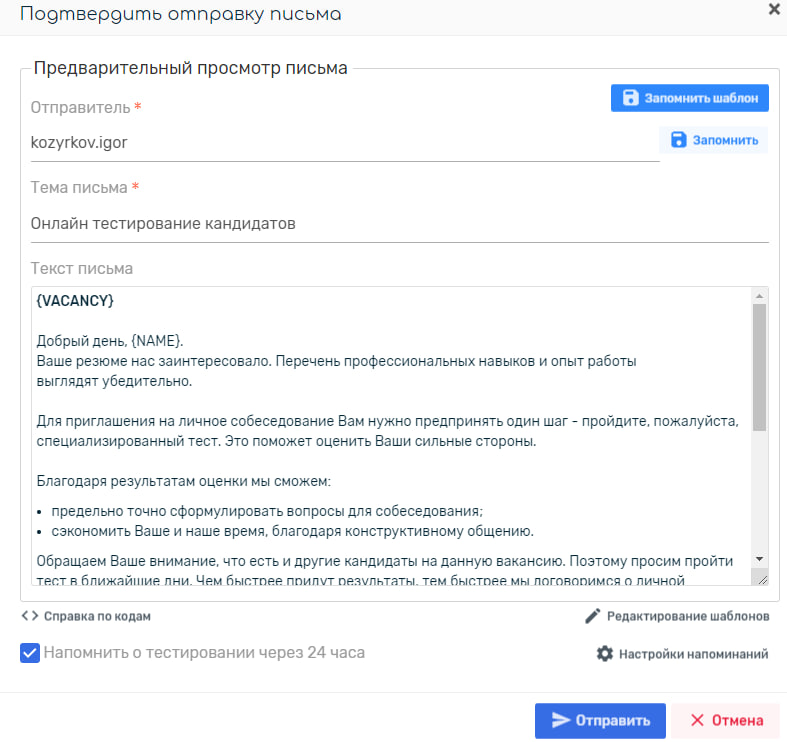 Подтвердить отправку письма
Предварительный просмотр письма
Отправитель *
Запомнить шаблон
kozyrkov.igor
Запомнить
Тема письма *
Онлайн тестирование кандидатов
Текст письма
{VACANCY}
Добрый день, {NAME}.
Ваше резюме нас заинтересовало. Перечень профессиональных навыков и опыт работы
выглядят убедительно.
Для приглашения на личное собеседование Вам нужно предпринять один шаг - пройдите, пожалуйста,
специализированный тест. Это поможет оценить Ваши сильные стороны.
Благодаря результатам оценки мы сможем:
• предельно точно сформулировать вопросы для собеседования;
• сэкономить Ваше и наше время, благодаря конструктивному общению.
Обращаем Ваше внимание, что есть и другие кандидаты на данную вакансию. Поэтому просим пройти
тест в ближайшие дни. Чем быстрее придут результаты, тем быстрее мы договоримся о личной
<> Справка по кодам
Редактирование шаблонов
Напомнить о тестировании через 24 часа
Настройки напоминаний
Отправить
Отмена